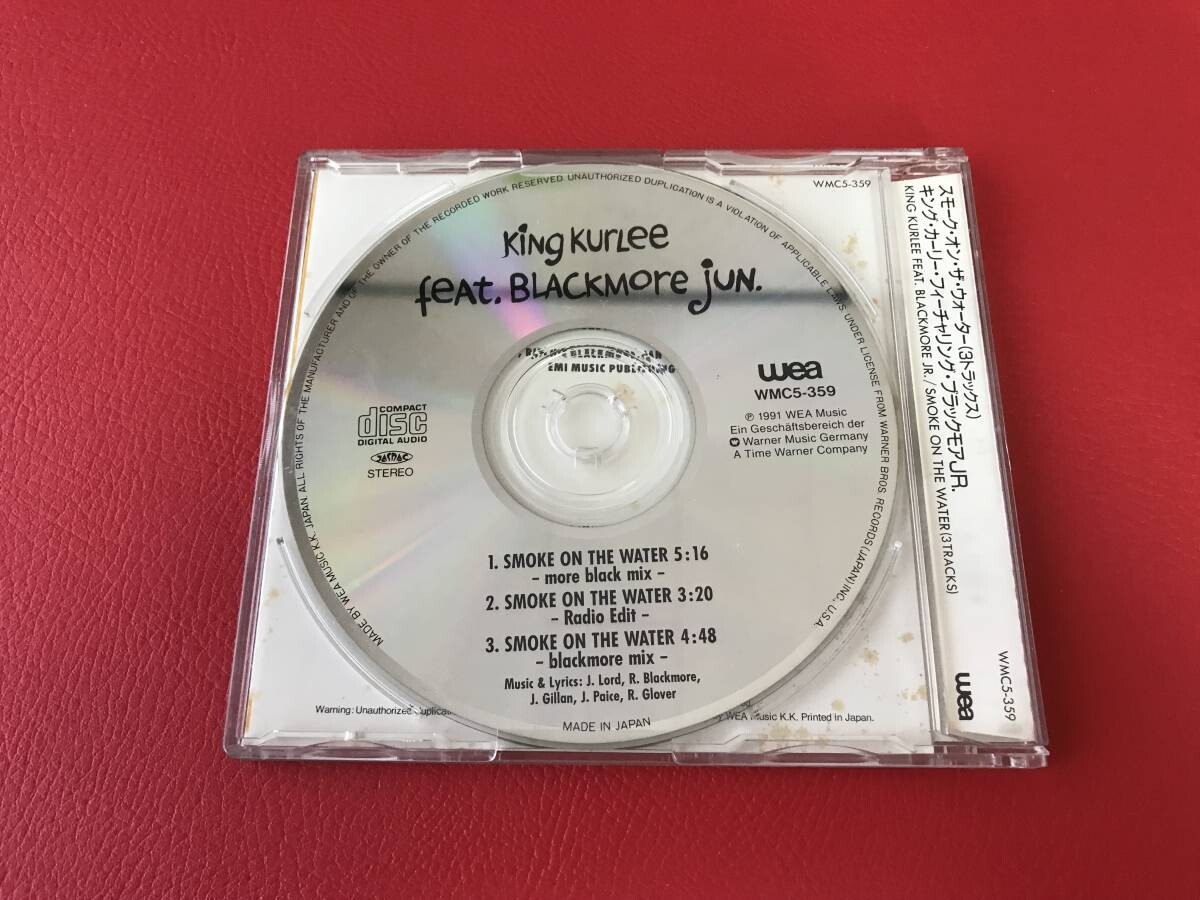 King Kurlee
feat. Blackmore Jun.
EMI MUSIC PUBLISHING
wea
WMC5-359
℗ 1991 WEA Music
Ein Geschäftsbereich der
Warner Music Germany
A Time Warner Company
COMPACT
disc
DIGITAL AUDIO
JASRAC
STEREO
1. SMOKE ON THE WATER 5:16
– more black mix –
2. SMOKE ON THE WATER 3:20
– Radio Edit –
3. SMOKE ON THE WATER 4:48
– blackmore mix –
Music & Lyrics: J. Lord, R. Blackmore,
J. Gillan, J. Paice, R. Glover
MADE IN JAPAN
MADE BY WEA MUSIC K.K. JAPAN. ALL RIGHTS OF THE MANUFACTURER AND OF THE OWNER OF THE RECORDED WORK RESERVED. UNAUTHORIZED DUPLICATION IS A VIOLATION OF APPLICABLE LAWS. UNDER LICENSE FROM WARNER BROS. RECORDS (JAPAN) INC., U.S.A.
WMC5-359
Warning: Unauthorized
WEA Music K.K. Printed in Japan.
スモーク・オン・ザ・ウォーター(3トラックス)
キング・カーリー・フィーチャリング・ブラックモアJR.
KING KURLEE FEAT. BLACKMORE JR./SMOKE ON THE WATER(3TRACKS)
WMC5-359
wea